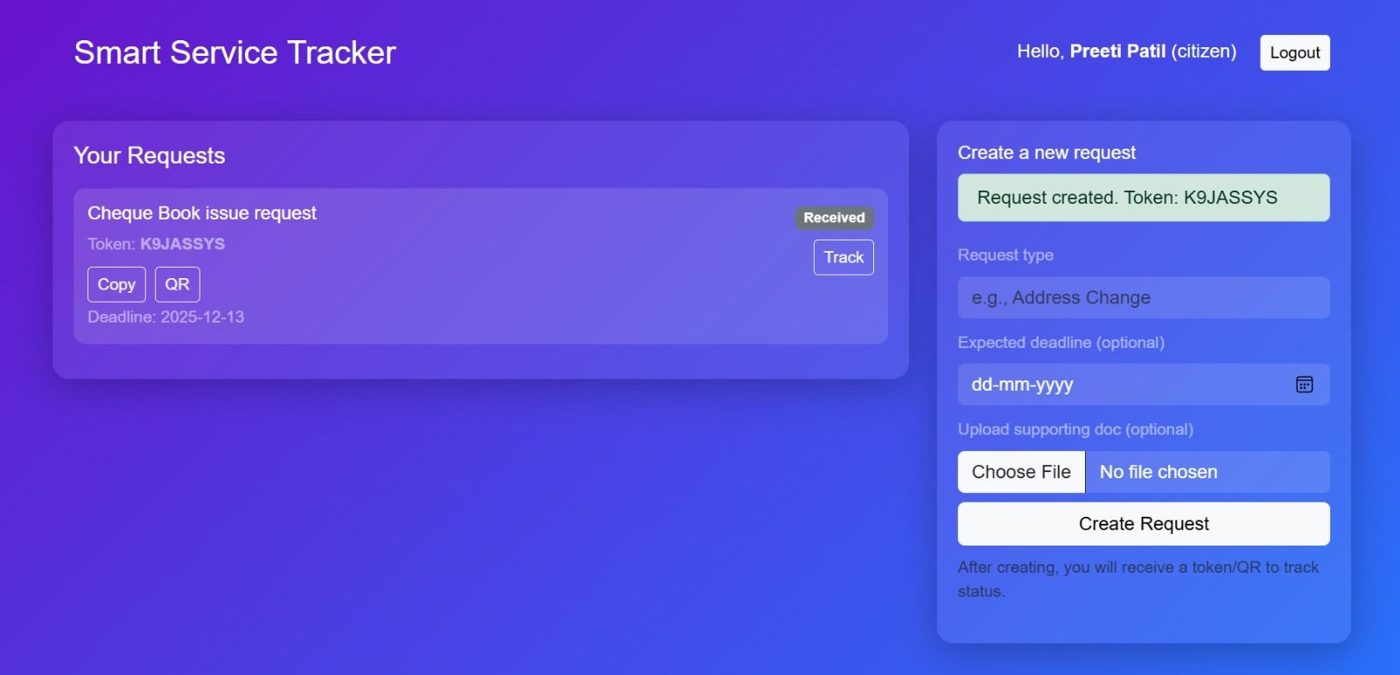 Smart Service Tracker
Hello, Preeti Patil (citizen)
Logout
Your Requests
Cheque Book issue request
Received
Token: K9JASSYS
Track
Copy
QR
Deadline: 2025-12-13
Create a new request
Request created. Token: K9JASSYS
Request type
e.g., Address Change
Expected deadline (optional)
dd-mm-yyyy
Upload supporting doc (optional)
Choose File
No file chosen
Create Request
After creating, you will receive a token/QR to track
status.